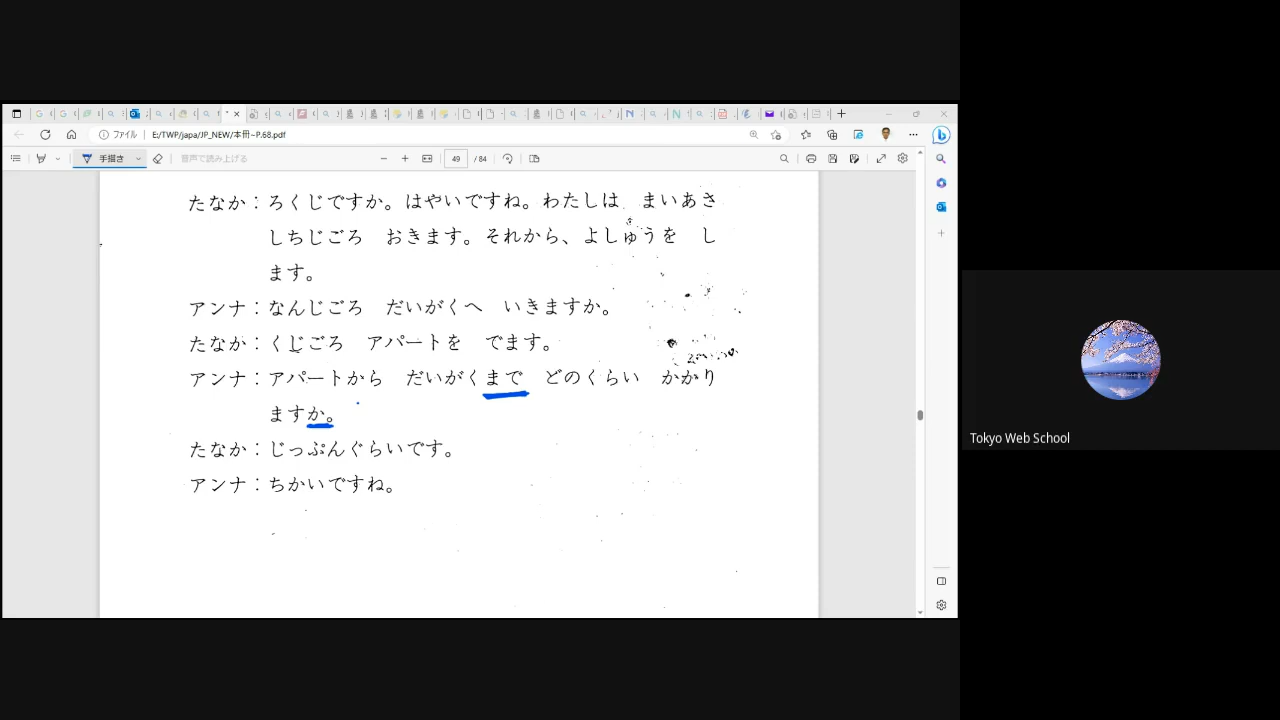 ファイル | E:/TWP/japa/JP_NEW/本冊-P.68.pdf
手描き 音声で読み上げる 49 / 84
たなか：ろくじですか。はやいですね。わたしは まいあさ
しちじごろ おきます。それから、よしゅうを し
ます。
アンナ：なんじごろ だいがくへ いきますか。
たなか：くじごろ アパートを でます。
アンナ：アパートから だいがくまで どのくらい かかり
ますか。
たなか：じっぷんぐらいです。
アンナ：ちかいですね。
Tokyo Web School